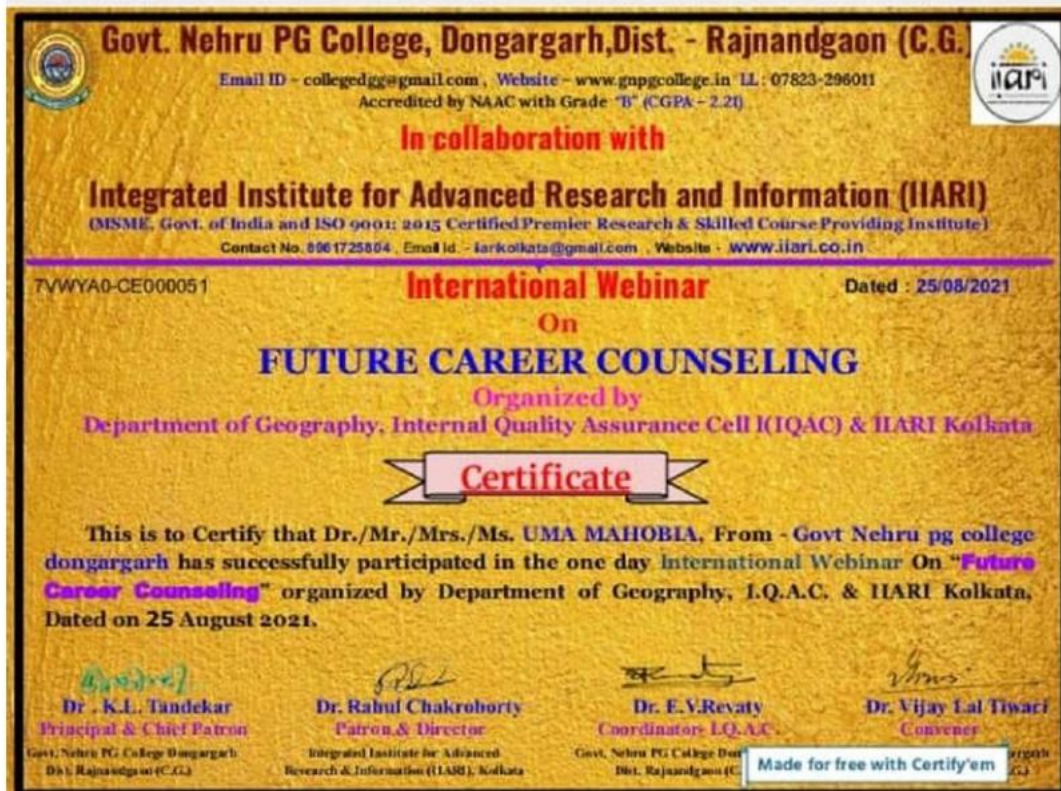 Govt. Nehru PG College, Dongargarh,Dist. - Rajnandgaon (C.G.)
iiari
Email ID - collegedgg@gmail.com , Website - www.gnpgcollege.in LL : 07823-296011
Accredited by NAAC with Grade "B" (CGPA - 2.21)
In collaboration with
Integrated Institute for Advanced Research and Information (IIARI)
(MSME, Govt. of India and ISO 9001: 2015 Certified Premier Research & Skilled Course Providing Institute)
Contact No. 8961725804 , Email Id. - iiarikolkata@gmail.com , Website - www.iiari.co.in
7VWYA0-CE000051
International Webinar
Dated : 25/08/2021
On
FUTURE CAREER COUNSELING
Organized by
Department of Geography, Internal Quality Assurance Cell I(IQAC) & IIARI Kolkata
Certificate
This is to Certify that Dr./Mr./Mrs./Ms. UMA MAHOBIA, From - Govt Nehru pg college
dongargarh has successfully participated in the one day International Webinar On "Future
Career Counseling" organized by Department of Geography, I.Q.A.C. & IIARI Kolkata,
Dated on 25 August 2021.
Dr . K.L. Tandekar
Principal & Chief Patron
Govt. Nehru PG College Dongargarh
Dist. Rajnandgaon (C.G.)
Dr. Rahul Chakroborty
Patron & Director
Integrated Institute for Advanced
Research & Information (IIARI), Kolkata
Dr. E.V.Revaty
Coordinator- I.Q.A.C.
Govt. Nehru PG College
Dist. Rajnandgaon
Dr. Vijay Lal Tiwari
Convener
Made for free with Certify'em